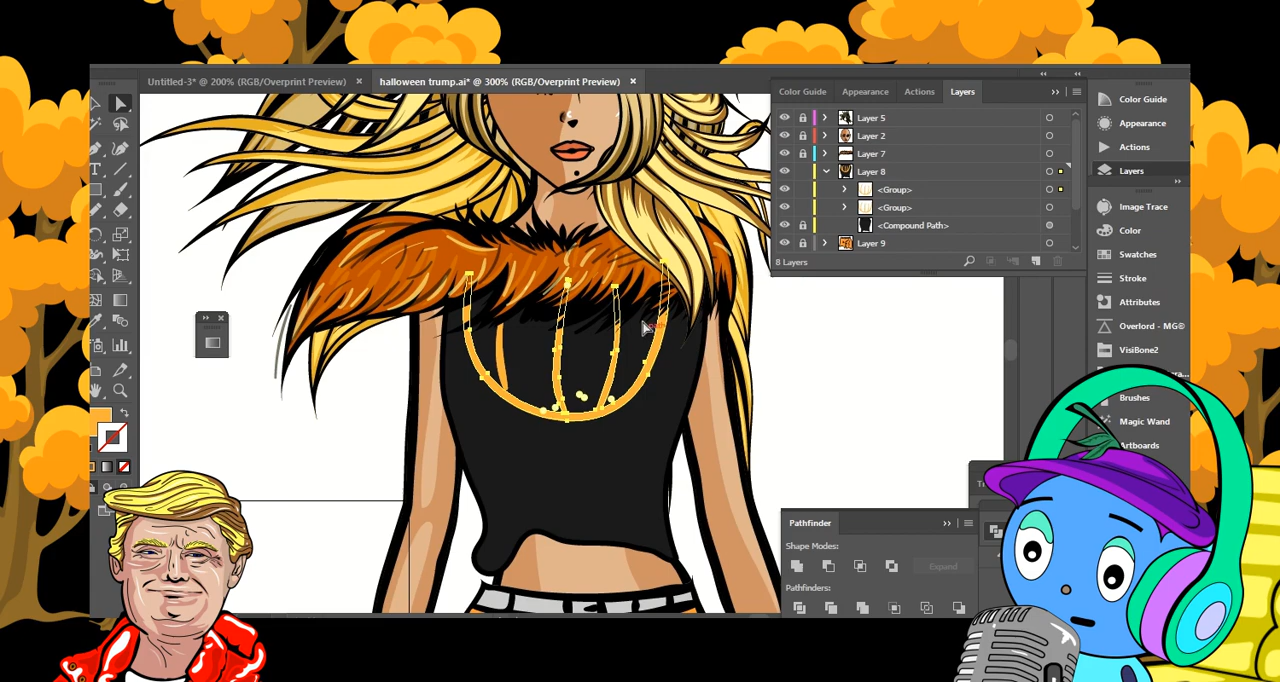 Untitled-3* @ 200% (RGB/Overprint Preview)
halloween trump.ai* @ 300% (RGB/Overprint Preview)
Color Guide
Appearance
Actions
Layers
Layer 5
Layer 2
Layer 7
Layer 8
<Group>
<Group>
<Compound Path>
Layer 9
8 Layers
Color Guide
Appearance
Actions
Layers
Image Trace
Color
Swatches
Stroke
Attributes
Overlord - MG©
VisiBone2
Brushes
Magic Wand
Artboards
Pathfinder
Shape Modes:
Expand
Pathfinders: